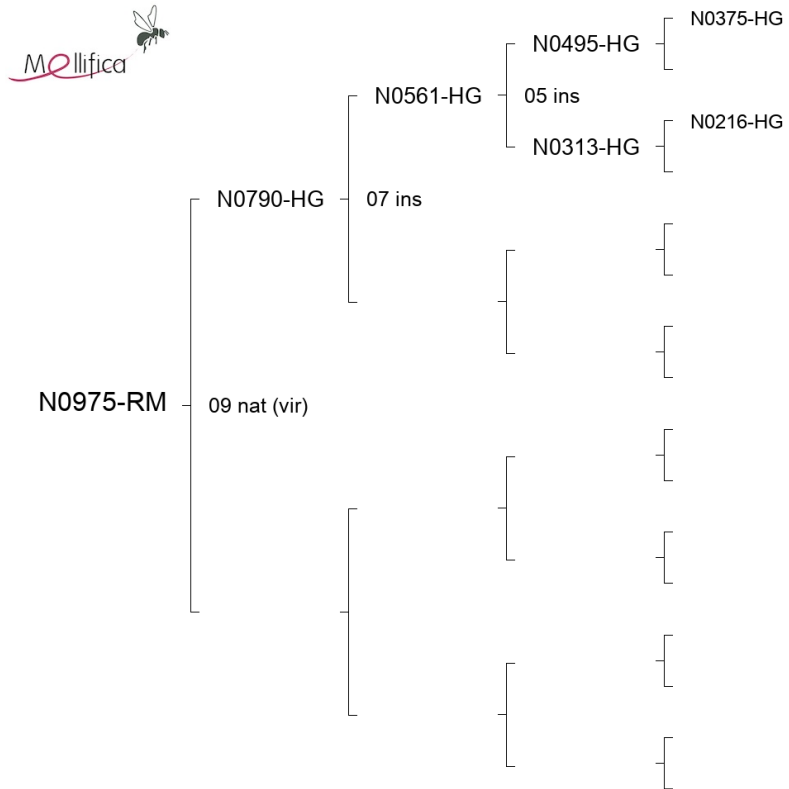 Mellifica
N0375-HG
N0495-HG
N0561-HG
05 ins
N0216-HG
N0313-HG
N0790-HG
07 ins
N0975-RM
09 nat (vir)